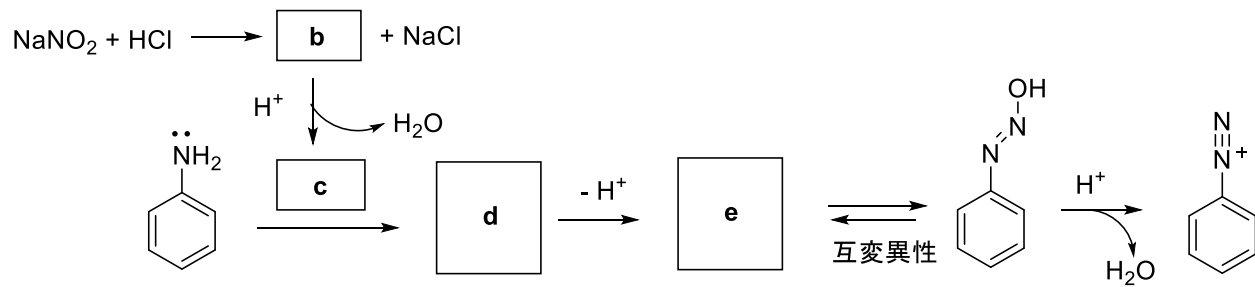 NaNO₂ + HCl
b
+ NaCl
H⁺
H₂O
NH₂
c
d
- H⁺
e
互変異性
OH
N
N
H⁺
H₂O
N
N
+